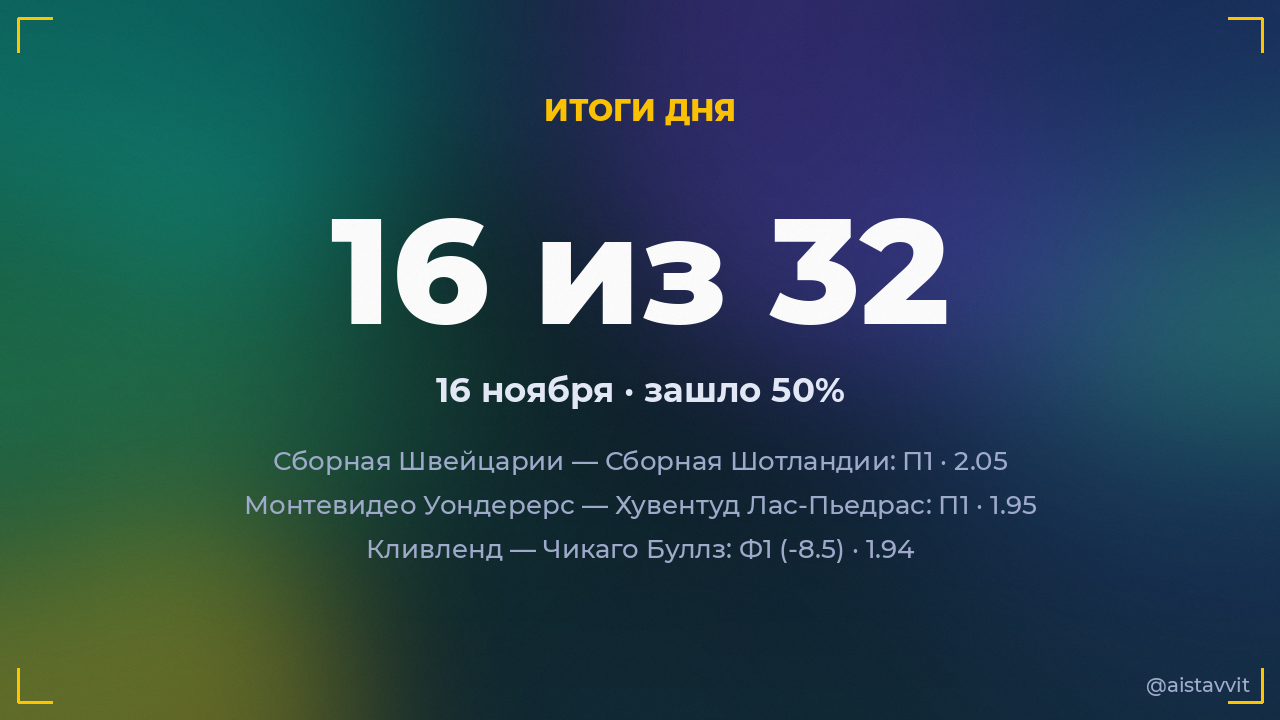 ИТОГИ ДНЯ
16 из 32
16 ноября · зашло 50%
Сборная Швейцарии — Сборная Шотландии: П1 · 2.05
Монтевидео Уондерерс — Хувентуд Лас-Пьедрас: П1 · 1.95
Кливленд — Чикаго Буллз: Ф1 (-8.5) · 1.94
@aistavvit